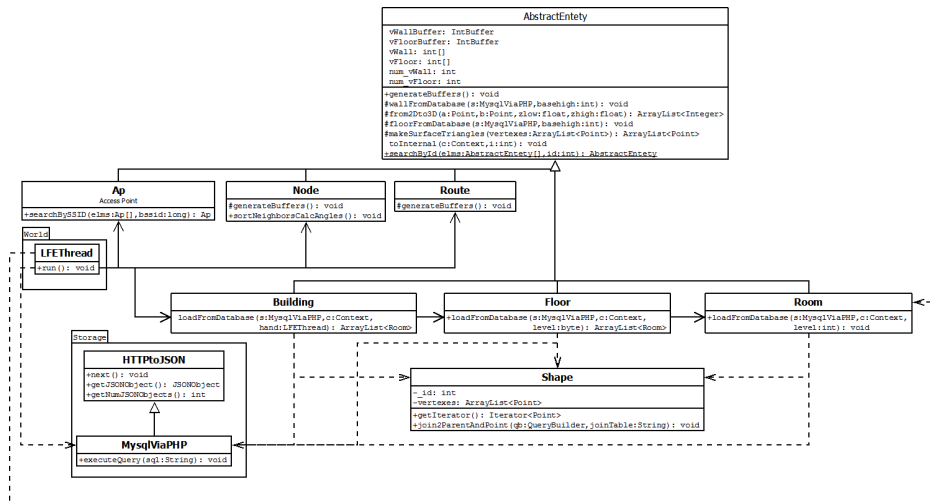 AbstractEntety
vWallBuffer: IntBuffer
vFloorBuffer: IntBuffer
vWall: int[]
vFloor: int[]
num_vWall: int
num_vFloor: int
+generateBuffers(): void
#wallFromDatabase(s:MysqlViaPHP,basehigh:int): void
#from2Dto3D(a:Point,b:Point,zlow:float,zhigh:float): ArrayList<Integer>
#floorFromDatabase(s:MysqlViaPHP,basehigh:int): void
#makeSurfaceTriangles(vertexes:ArrayList<Point>): ArrayList<Point>
toInternal(c:Context,i:int): void
+searchById(elms:AbstractEntety[],id:int): AbstractEntety
Ap
Access Point
+searchBySSID(elms:Ap[],bssid:long): Ap
Node
#generateBuffers(): void
+sortNeighborsCalcAngles(): void
Route
#generateBuffers(): void
World
LFEThread
+run(): void
Building
loadFromDatabase(s:MysqlViaPHP,c:Context,
hand:LFEThread): ArrayList<Room>
Floor
+loadFromDatabase(s:MysqlViaPHP,c:Context,
level:byte): ArrayList<Room>
Room
+loadFromDatabase(s:MysqlViaPHP,c:Context,
level:int): void
Storage
HTTPtoJSON
+next(): void
+getJSONObject(): JSONObject
+getNumJSONObjects(): int
MysqlViaPHP
+executeQuery(sql:String): void
Shape
-_id: int
-vertexes: ArrayList<Point>
+getIterator(): Iterator<Point>
+join2ParentAndPoint(qb:QueryBuilder,joinTable:String): void